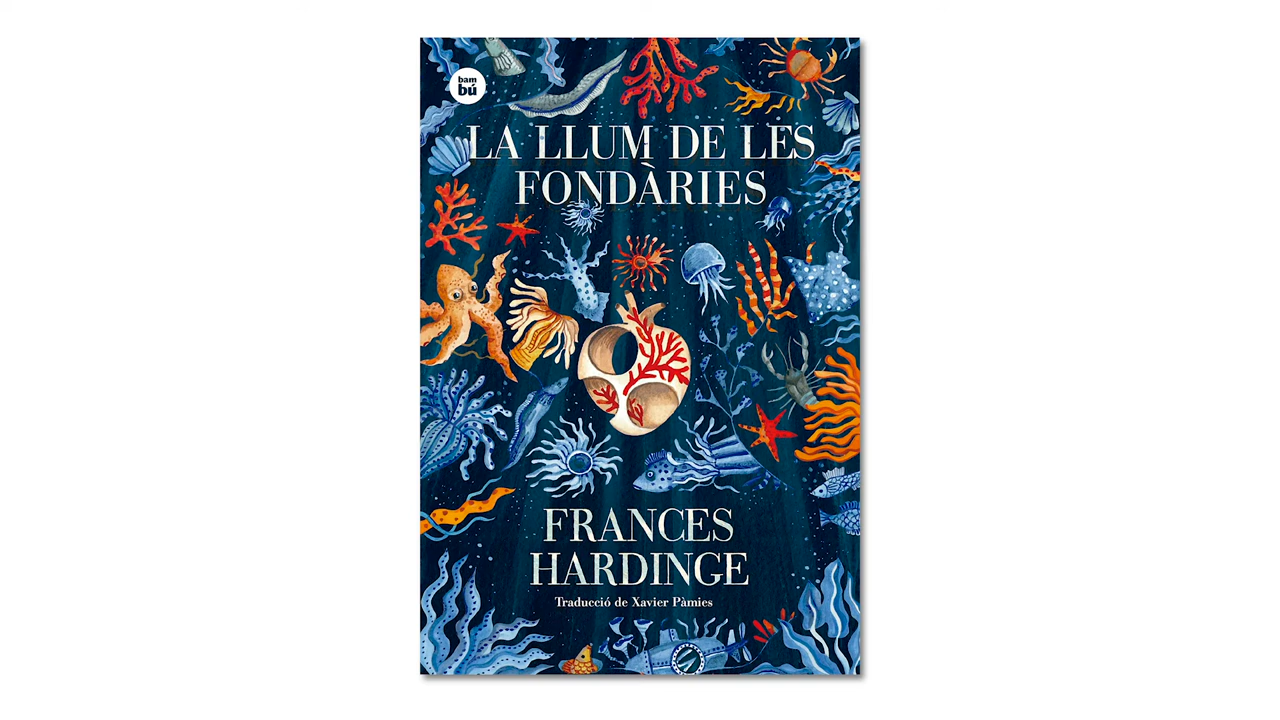 bam
bú
LA LLUM DE LES
FONDÀRIES
FRANCES
HARDINGE
Traducció de Xavier Pàmies